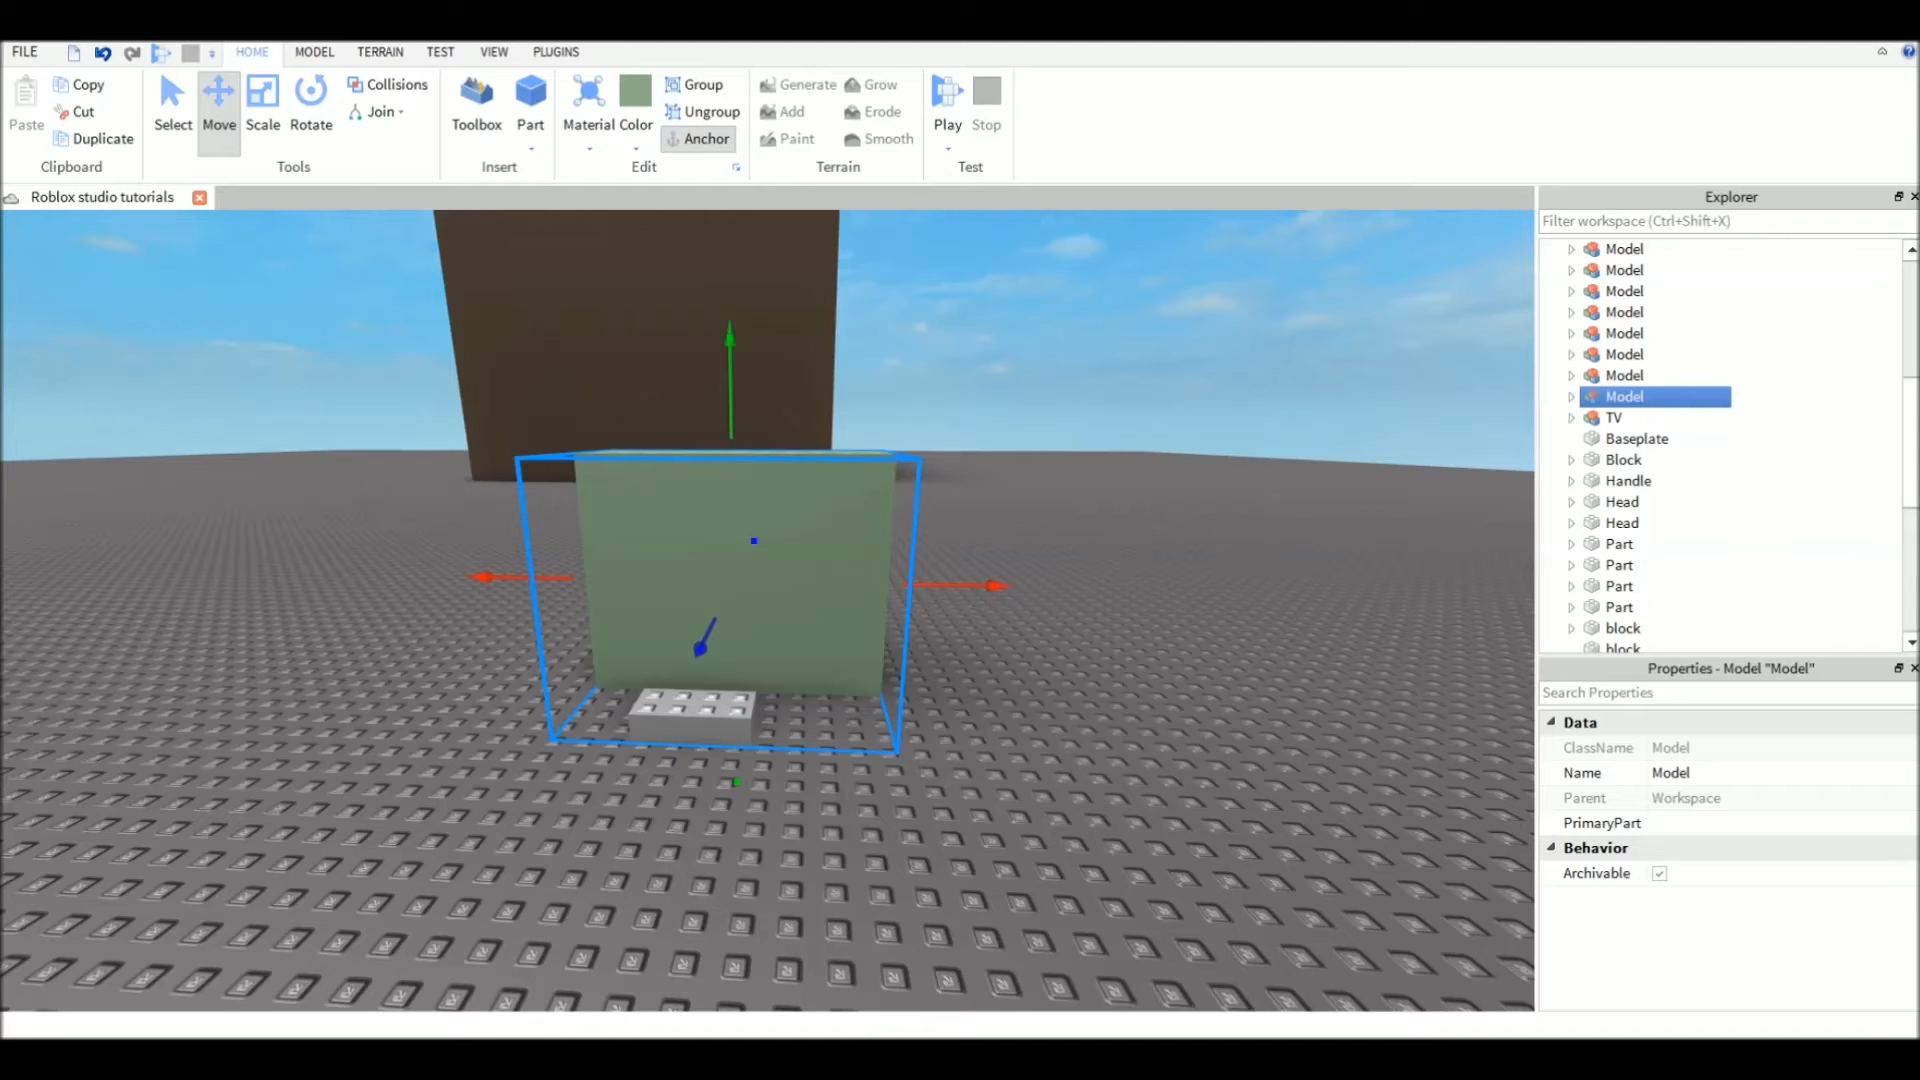 FILE HOME MODEL TERRAIN TEST VIEW PLUGINS
Copy Collisions Group Generate Grow
Cut Join Ungroup Add Erode
Paste Select Move Scale Rotate Toolbox Part Material Color Play Stop
Duplicate Anchor Paint Smooth
Clipboard Tools Insert Edit Terrain Test
Roblox studio tutorials
Explorer
Filter workspace (Ctrl+Shift+X)
Model
Model
Model
Model
Model
Model
Model
Model
TV
Baseplate
Block
Handle
Head
Head
Part
Part
Part
Part
block
block
Properties - Model "Model"
Search Properties
Data
ClassName Model
Name Model
Parent Workspace
PrimaryPart
Behavior
Archivable